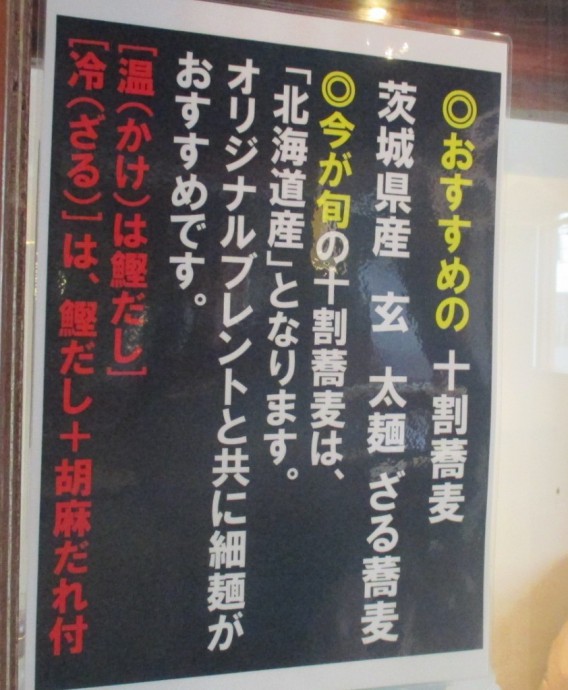 ◎おすすめの 十割蕎麦
茨城県産 玄 太麺 ざる蕎麦
◎今が旬の十割蕎麦は、
「北海道産」となります。
オリジナルブレントと共に細麺が
おすすめです。
[温(かけ)は鰹だし]
[冷(ざる)]は、鰹だし＋胡麻だれ付